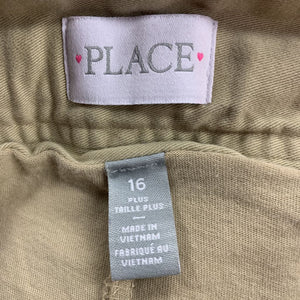 PLACE
16
PLUS
TAILLE PLUS
MADE IN
VIETNAM
FABRIQUÉ AU
VIETNAM